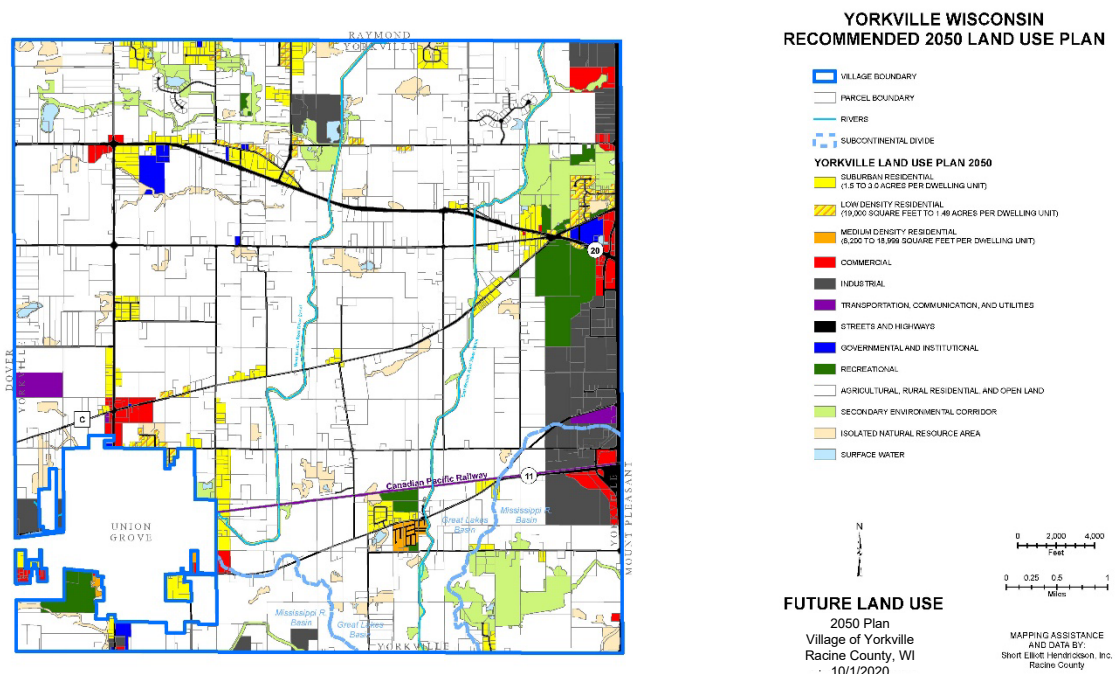 YORKVILLE WISCONSIN
RECOMMENDED 2050 LAND USE PLAN
RAYMOND
YORKVILLE
VILLAGE BOUNDARY
PARCEL BOUNDARY
RIVERS
SUBCONTINENTAL DIVIDE
YORKVILLE LAND USE PLAN 2050
SUBURBAN RESIDENTIAL
(1.5 TO 3.0 ACRES PER DWELLING UNIT)
LOW DENSITY RESIDENTIAL
(19,000 SQUARE FEET TO 1.49 ACRES PER DWELLING UNIT)
MEDIUM DENSITY RESIDENTIAL
(6,200 TO 18,999 SQUARE FEET PER DWELLING UNIT)
COMMERCIAL
INDUSTRIAL
TRANSPORTATION, COMMUNICATION, AND UTILITIES
STREETS AND HIGHWAYS
GOVERNMENTAL AND INSTITUTIONAL
RECREATIONAL
AGRICULTURAL, RURAL RESIDENTIAL, AND OPEN LAND
SECONDARY ENVIRONMENTAL CORRIDOR
ISOLATED NATURAL RESOURCE AREA
SURFACE WATER
20
DOVER
YORKVILLE
C
Canadian Pacific Railway
11
YORKVILLE
MOUNT PLEASANT
Mississippi R.
Basin
Great Lakes
Basin
UNION
GROVE
Mississippi R.
Basin
Great Lakes
Basin
YORKVILLE
N
0 2,000 4,000
Feet
0 0.25 0.5 1
Miles
FUTURE LAND USE
2050 Plan
Village of Yorkville
Racine County, WI
10/1/2020
MAPPING ASSISTANCE
AND DATA BY:
Short Elliott Hendrickson, Inc.
Racine County